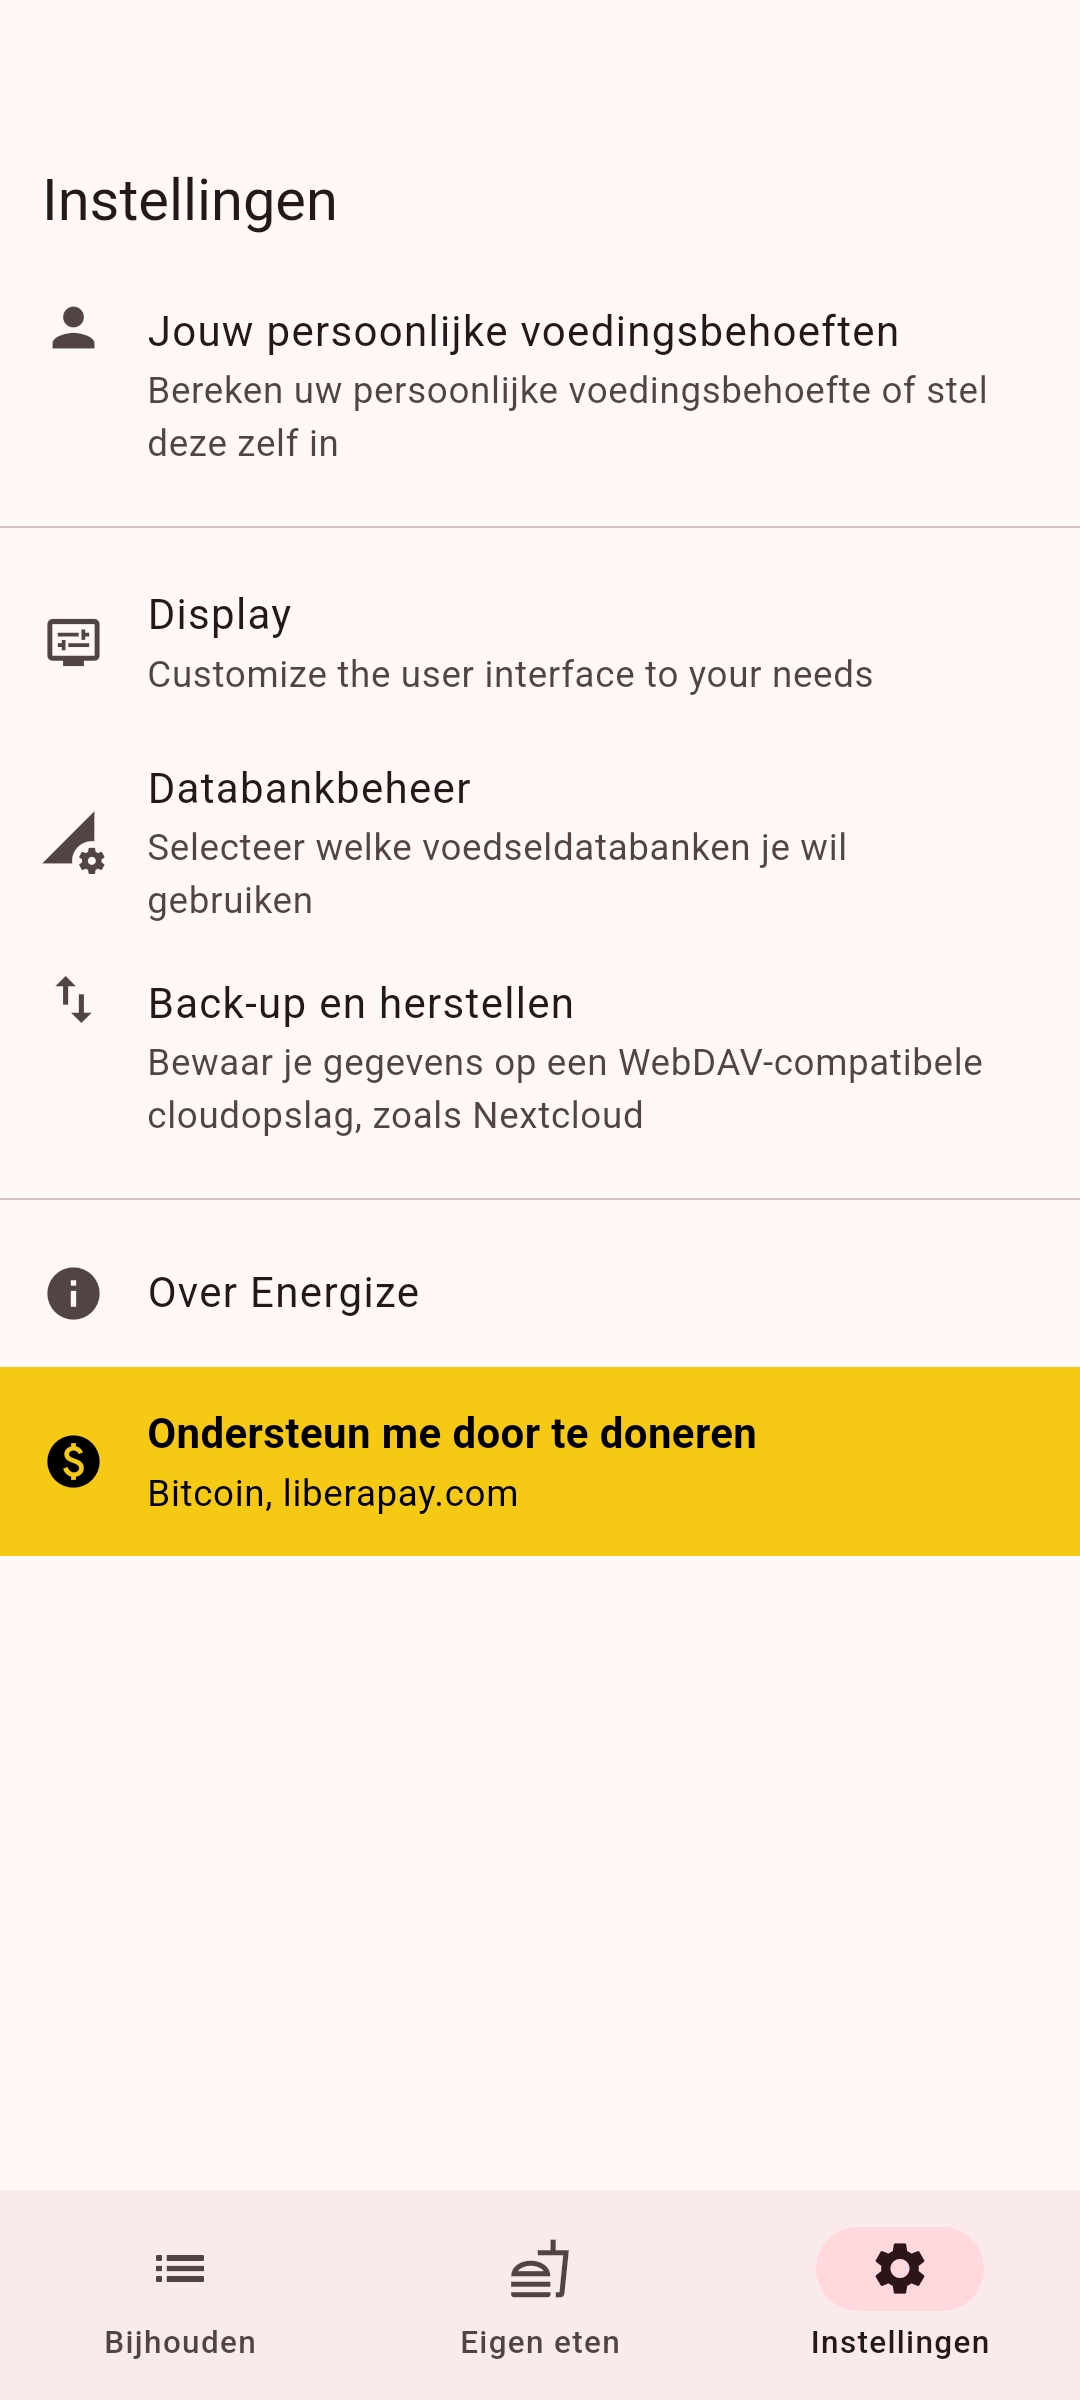 Instellingen
Jouw persoonlijke voedingsbehoeften
Bereken uw persoonlijke voedingsbehoefte of stel
deze zelf in
Display
Customize the user interface to your needs
Databankbeheer
Selecteer welke voedseldatabanken je wil
gebruiken
Back-up en herstellen
Bewaar je gegevens op een WebDAV-compatibele
cloudopslag, zoals Nextcloud
Over Energize
Ondersteun me door te doneren
Bitcoin, liberapay.com
Bijhouden
Eigen eten
Instellingen